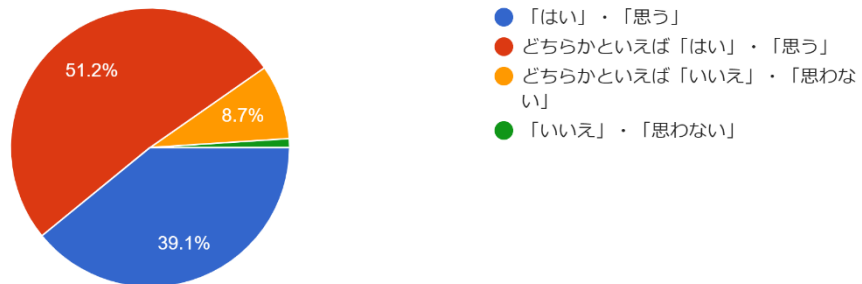 51.2%
8.7%
39.1%
「はい」・「思う」
どちらかといえば「はい」・「思う」
どちらかといえば「いいえ」・「思わな
い」
「いいえ」・「思わない」